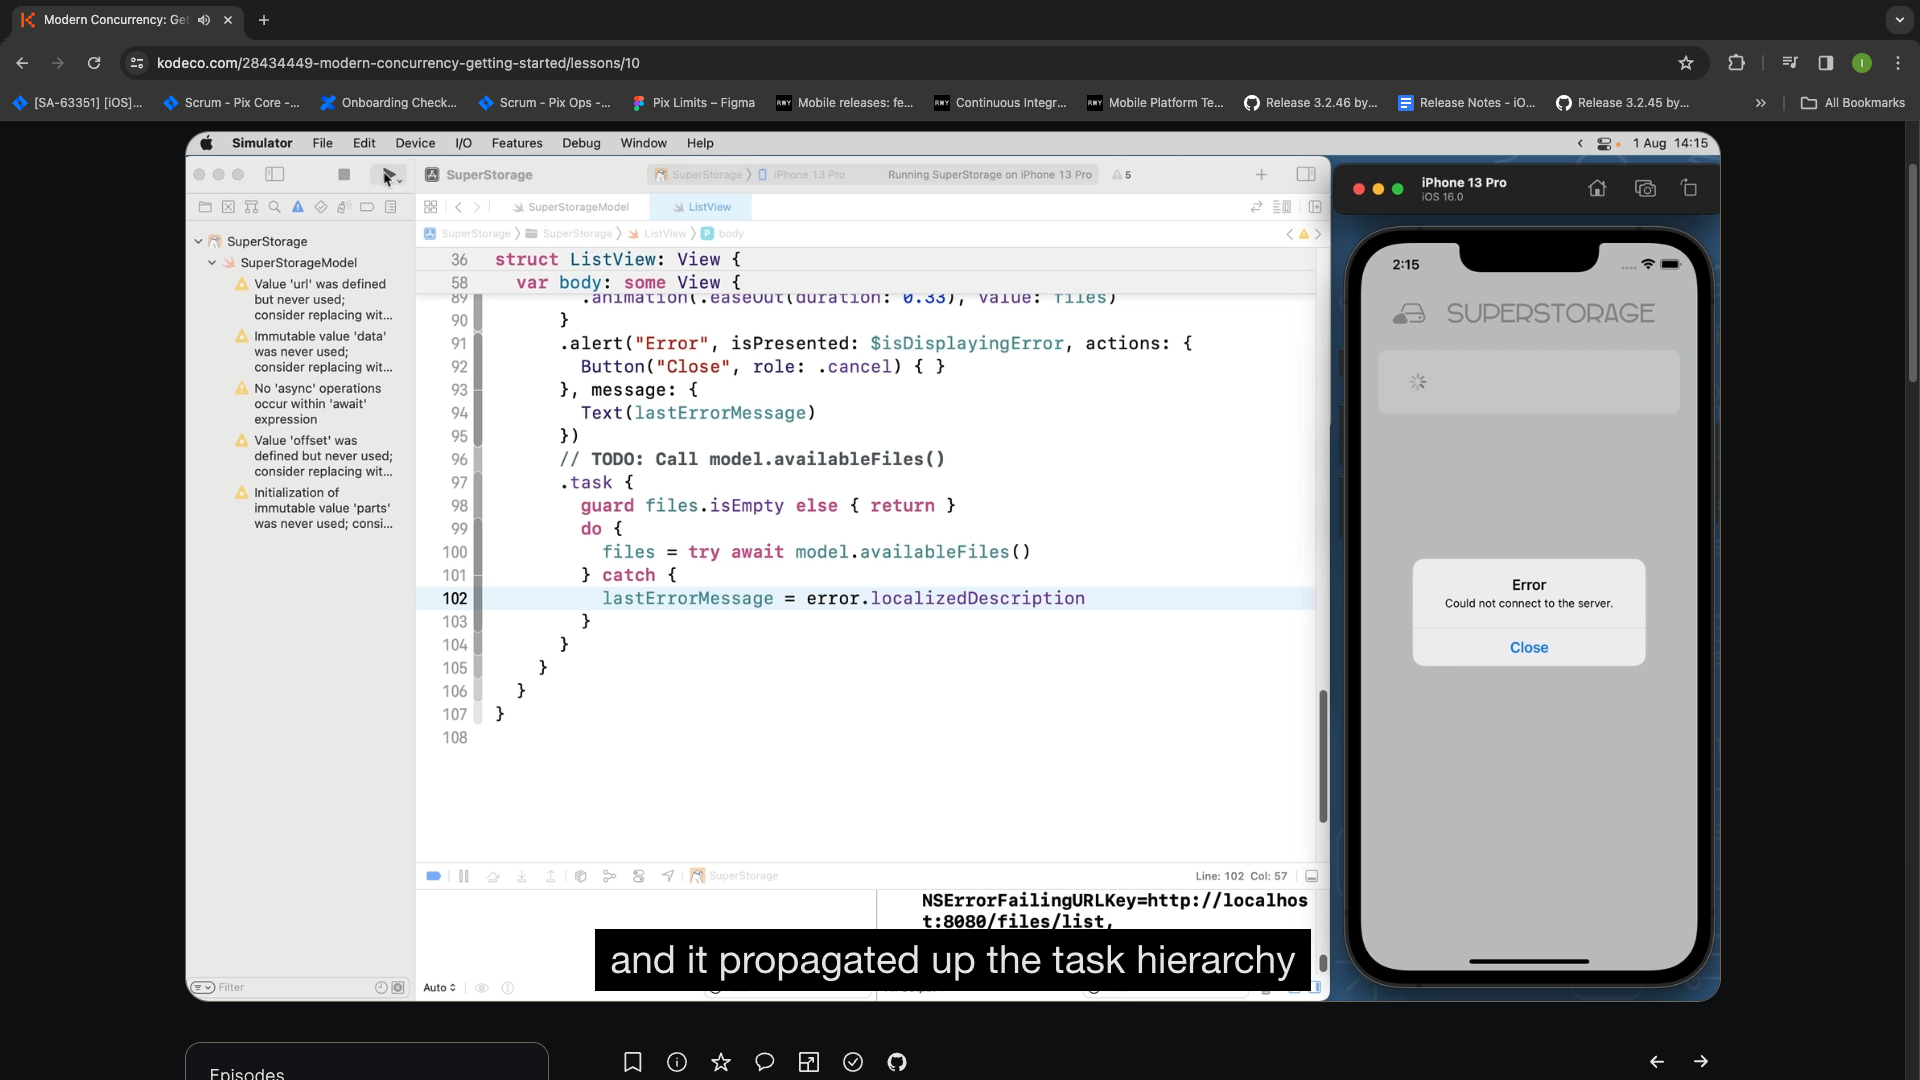 Modern Concurrency: Get
kodeco.com/28434449-modern-concurrency-getting-started/lessons/10
[SA-63351] [iOS]...
Scrum - Pix Core -...
Onboarding Check...
Scrum - Pix Ops -...
Pix Limits – Figma
RWY Mobile releases: fe...
RWY Continuous Integr...
RWY Mobile Platform Te...
Release 3.2.46 by...
Release Notes - iO...
Release 3.2.45 by...
All Bookmarks
Simulator File Edit Device I/O Features Debug Window Help
1 Aug 14:15
SuperStorage
SuperStorage iPhone 13 Pro
Running SuperStorage on iPhone 13 Pro
5
iPhone 13 Pro
iOS 16.0
SuperStorageModel
ListView
SuperStorage
SuperStorage
ListView
P body
SuperStorage
SuperStorageModel
Value 'url' was defined
but never used;
consider replacing wit...
Immutable value 'data'
was never used;
consider replacing wit...
No 'async' operations
occur within 'await'
expression
Value 'offset' was
defined but never used;
consider replacing wit...
Initialization of
immutable value 'parts'
was never used; consi...
36 struct ListView: View {
58 var body: some View {
89 .animation(.easeOut(duration: 0.33), value: files)
90 }
91 .alert("Error", isPresented: $isDisplayingError, actions: {
92 Button("Close", role: .cancel) { }
93 }, message: {
94 Text(lastErrorMessage)
95 })
96 // TODO: Call model.availableFiles()
97 .task {
98 guard files.isEmpty else { return }
99 do {
100 files = try await model.availableFiles()
101 } catch {
102 lastErrorMessage = error.localizedDescription
103 }
104 }
105 }
106 }
107 }
108
2:15
SUPERSTORAGE
Error
Could not connect to the server.
Close
SuperStorage
Line: 102 Col: 57
NSErrorFailingURLKey=http://localhos
t:8080/files/list,
and it propagated up the task hierarchy
Filter
Auto
Episodes